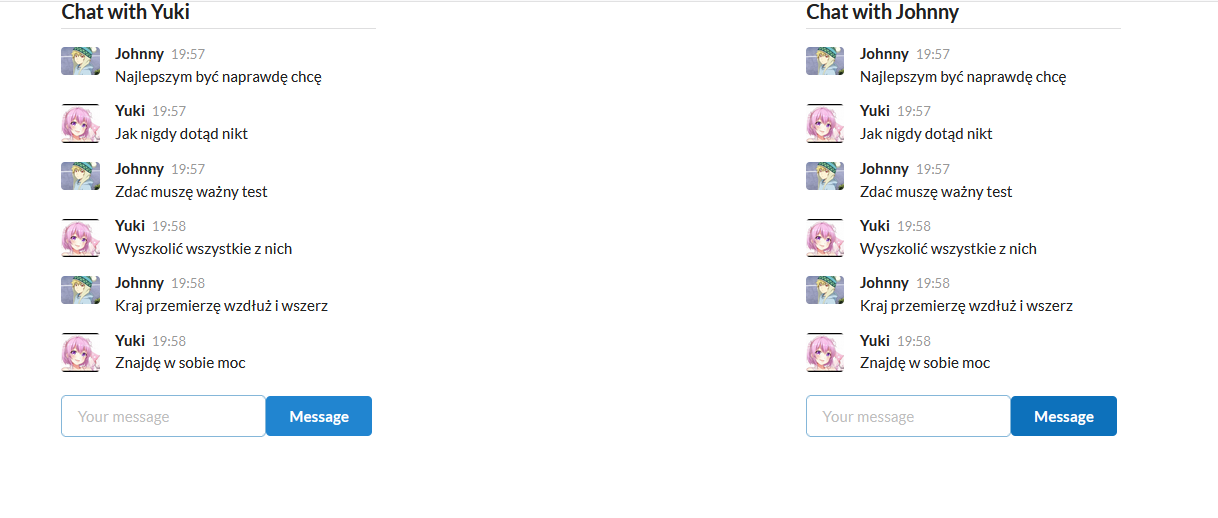 Chat with Yuki
Johnny 19:57
Najlepszym być naprawdę chcę
Yuki 19:57
Jak nigdy dotąd nikt
Johnny 19:57
Zdać muszę ważny test
Yuki 19:58
Wyszkolić wszystkie z nich
Johnny 19:58
Kraj przemierzę wzdłuż i wszerz
Yuki 19:58
Znajdę w sobie moc
Your message
Message
Chat with Johnny
Johnny 19:57
Najlepszym być naprawdę chcę
Yuki 19:57
Jak nigdy dotąd nikt
Johnny 19:57
Zdać muszę ważny test
Yuki 19:58
Wyszkolić wszystkie z nich
Johnny 19:58
Kraj przemierzę wzdłuż i wszerz
Yuki 19:58
Znajdę w sobie moc
Your message
Message